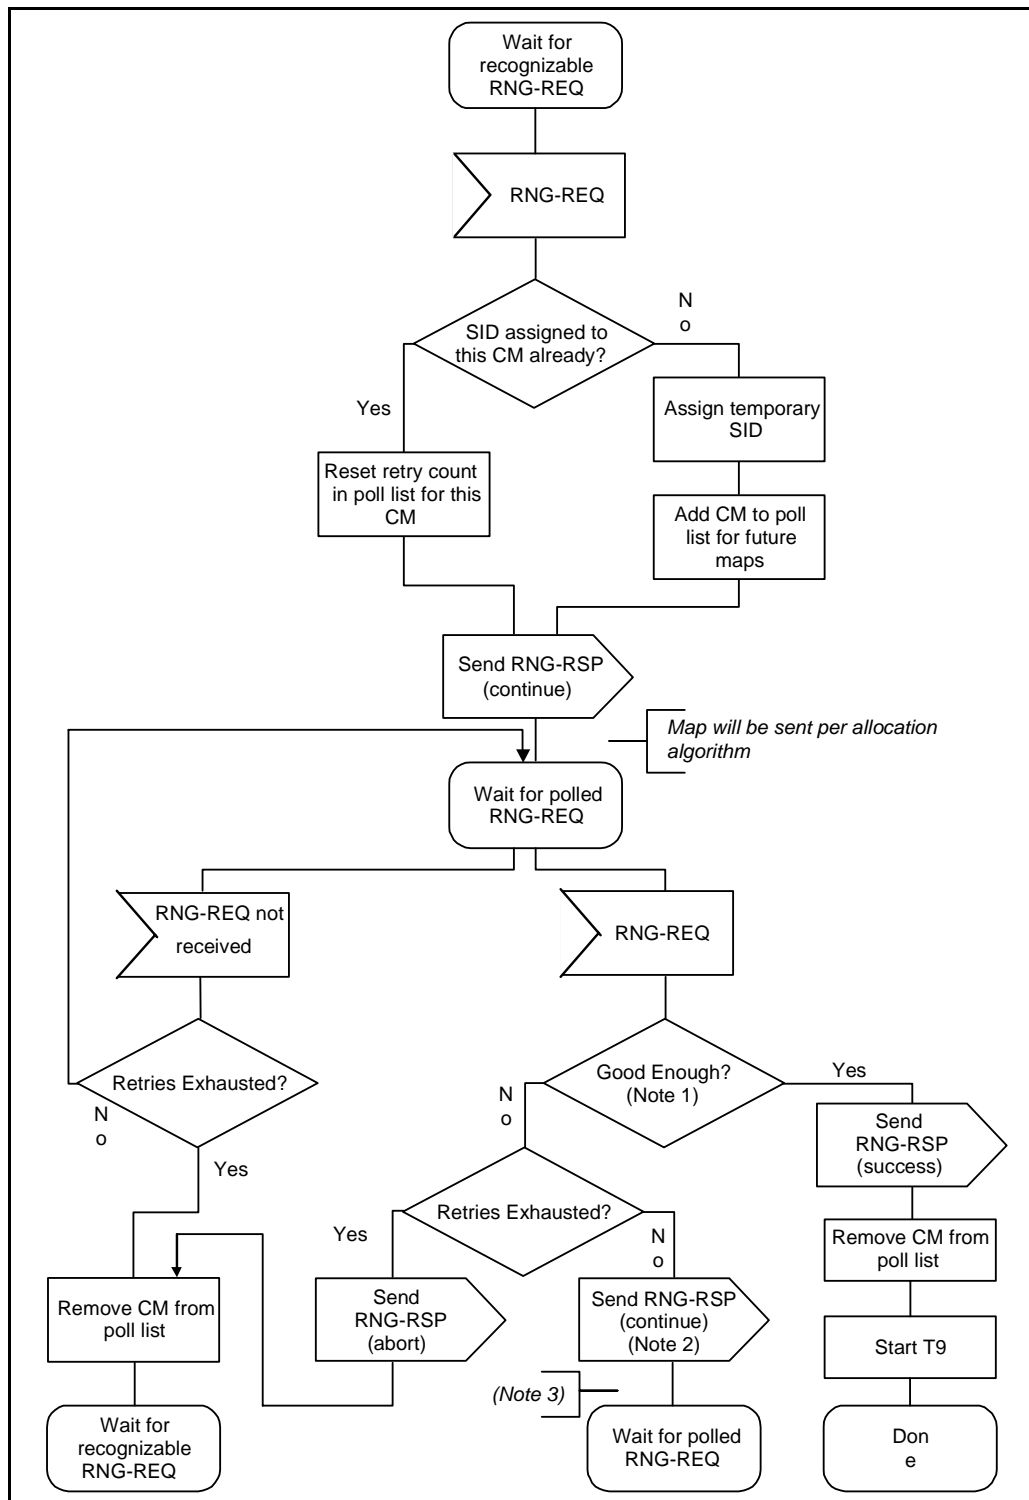 Wait for
recognizable
RNG-REQ
RNG-REQ
SID assigned to
this CM already?
N
o
Yes
Assign temporary
SID
Reset retry count
in poll list for this
CM
Add CM to poll
list for future
maps
Send RNG-RSP
(continue)
Map will be sent per allocation
algorithm
Wait for polled
RNG-REQ
RNG-REQ not
received
RNG-REQ
Retries Exhausted?
N
o
Yes
Good Enough?
(Note 1)
Yes
N
o
Send
RNG-RSP
(success)
Retries Exhausted?
Yes
N
o
Remove CM from
poll list
Remove CM from
poll list
Send
RNG-RSP
(abort)
Send RNG-RSP
(continue)
(Note 2)
Start T9
(Note 3)
Wait for
recognizable
RNG-REQ
Wait for polled
RNG-REQ
Don
e